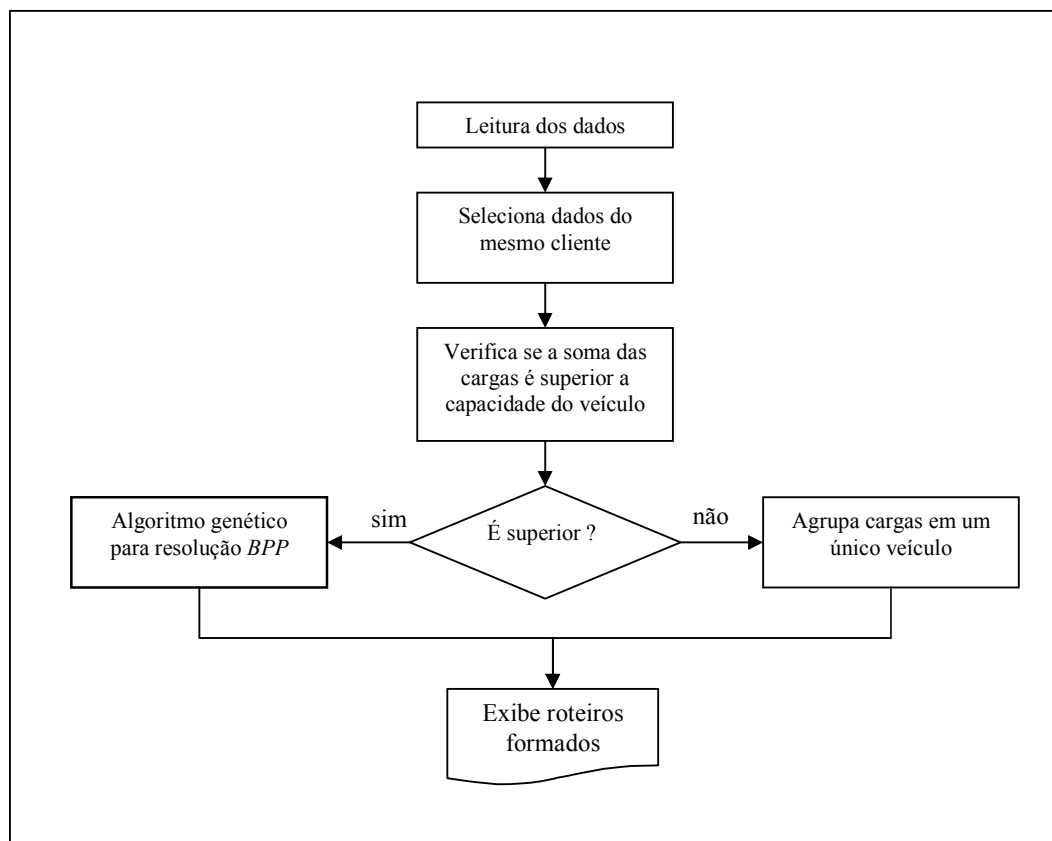 Leitura dos dados
Seleciona dados do
mesmo cliente
Verifica se a soma das
cargas é superior a
capacidade do veículo
Algoritmo genético
para resolução BPP
sim
É superior ?
não
Agrupa cargas em um
único veículo
Exibe roteiros
formados